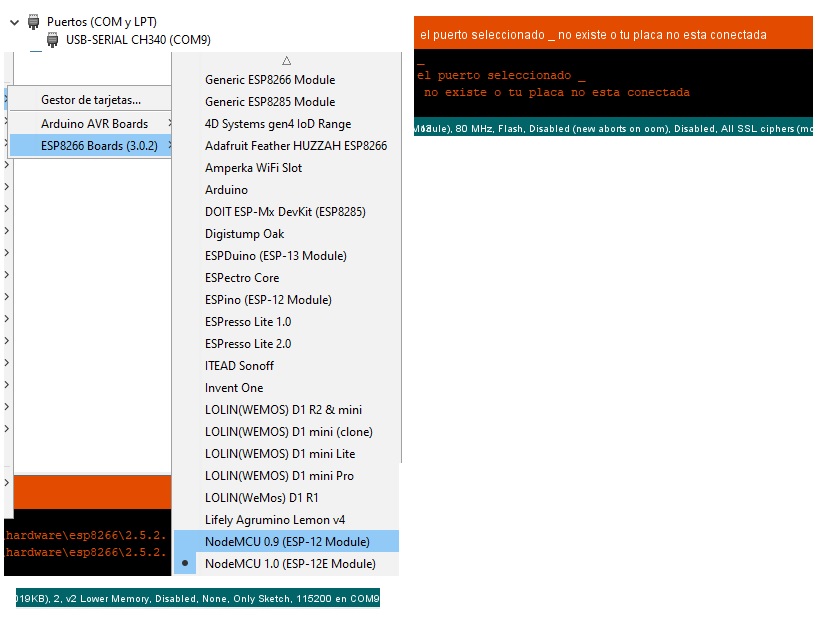 Puertos (COM y LPT)
USB-SERIAL CH340 (COM9)
Gestor de tarjetas...
Arduino AVR Boards
ESP8266 Boards (3.0.2)
Generic ESP8266 Module
Generic ESP8285 Module
4D Systems gen4 IoD Range
Adafruit Feather HUZZAH ESP8266
Amperka WiFi Slot
Arduino
DOIT ESP-Mx DevKit (ESP8285)
Digistump Oak
ESPDuino (ESP-13 Module)
ESPectro Core
ESPino (ESP-12 Module)
ESPresso Lite 1.0
ESPresso Lite 2.0
ITEAD Sonoff
Invent One
LOLIN(WEMOS) D1 R2 & mini
LOLIN(WEMOS) D1 mini (clone)
LOLIN(WEMOS) D1 mini Lite
LOLIN(WEMOS) D1 mini Pro
LOLIN(WeMos) D1 R1
Lifely Agrumino Lemon v4
NodeMCU 0.9 (ESP-12 Module)
NodeMCU 1.0 (ESP-12E Module)
\hardware\esp8266\2.5.2.
hardware\esp8266\2.5.2.
019KB), 2, v2 Lower Memory, Disabled, None, Only Sketch, 115200 en COM9
el puerto seleccionado _ no existe o tu placa no esta conectada
_
el puerto seleccionado _
no existe o tu placa no esta conectada
80 MHz, Flash, Disabled (new aborts on oom), Disabled, All SSL ciphers (mo